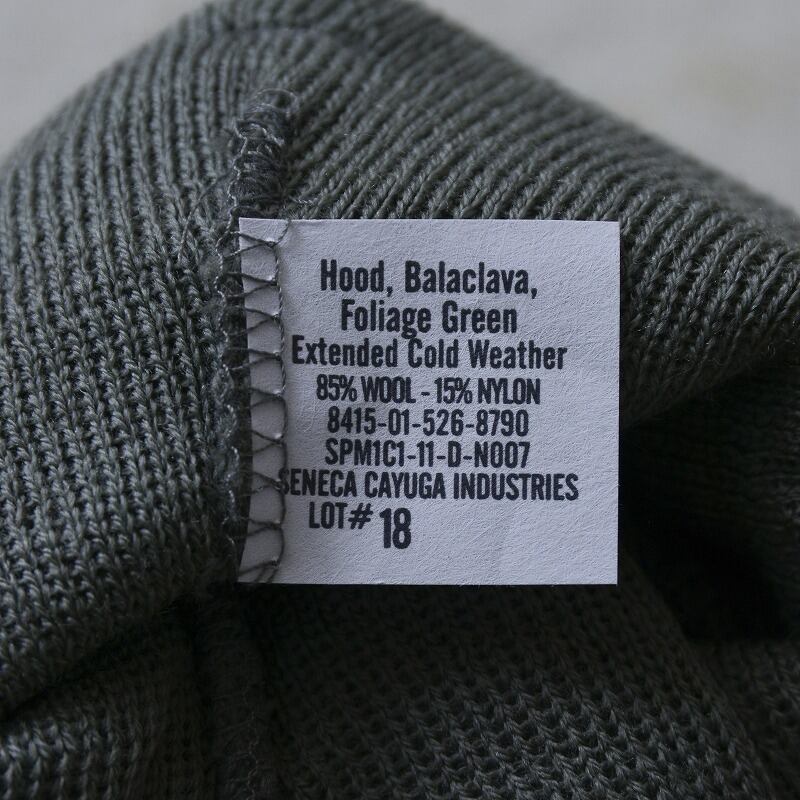 Hood, Balaclava,
Foliage Green
Extended Cold Weather
85% WOOL - 15% NYLON
8415-01-526-8790
SPM1C1-11-D-N007
SENECA CAYUGA INDUSTRIES
LOT# 18